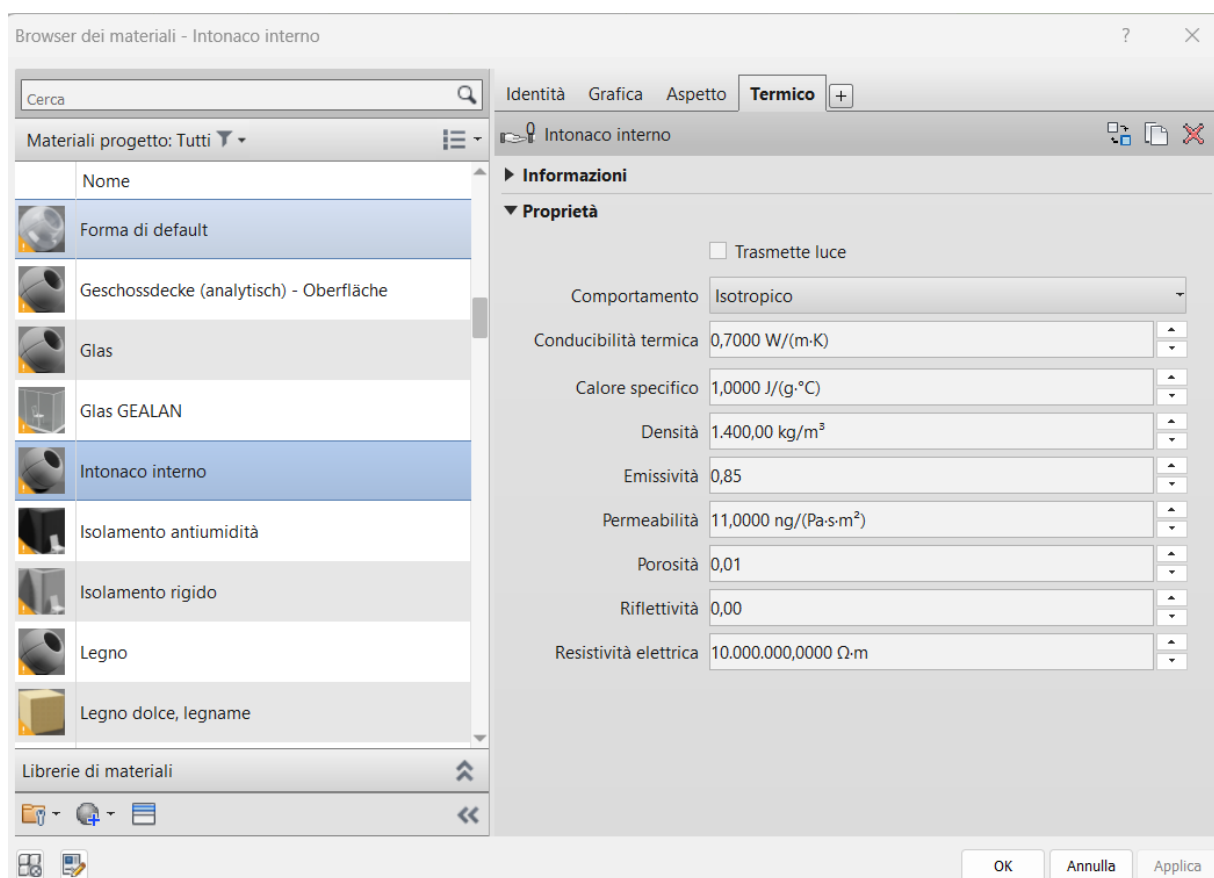 Browser dei materiali - Intonaco interno ?
Cerca
Materiali progetto: Tutti
Nome
Forma di default
Geschossdecke (analytisch) - Oberfläche
Glas
Glas GEALAN
Intonaco interno
Isolamento antiumidità
Isolamento rigido
Legno
Legno dolce, legname
Librerie di materiali
Identità Grafica Aspetto Termico +
Intonaco interno
Informazioni
Proprietà
Trasmette luce
Comportamento Isotropico
Conducibilità termica 0,7000 W/(m·K)
Calore specifico 1,0000 J/(g·°C)
Densità 1.400,00 kg/m³
Emissività 0,85
Permeabilità 11,0000 ng/(Pa·s·m²)
Porosità 0,01
Riflettività 0,00
Resistività elettrica 10.000.000,0000 Ω·m
OK Annulla Applica